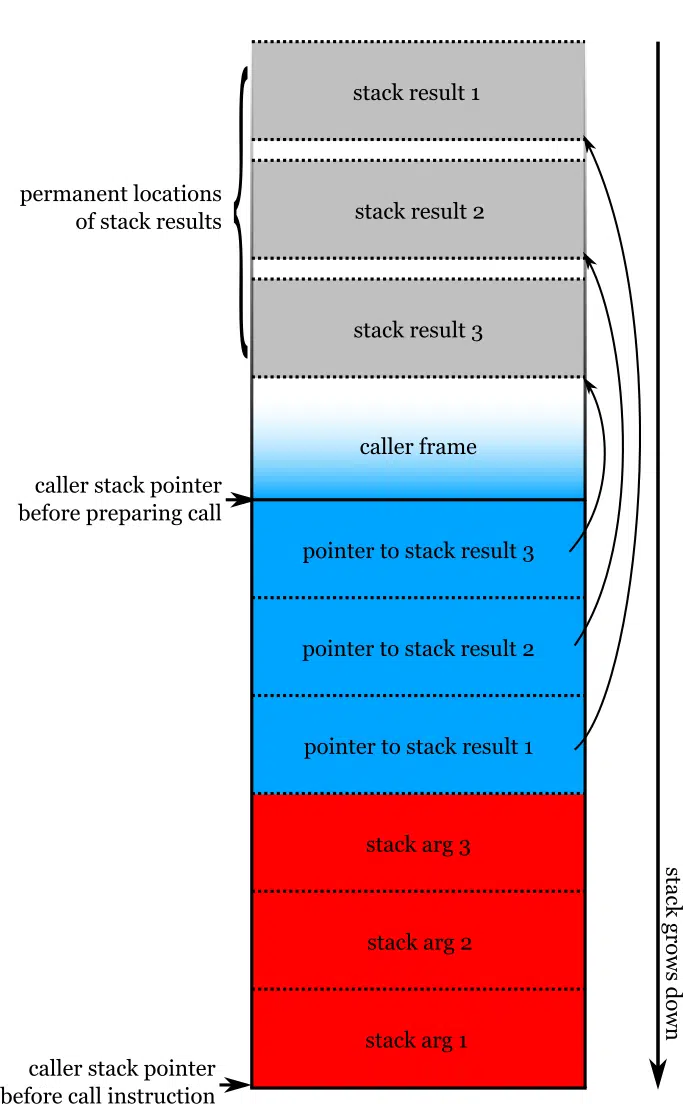 stack result 1
permanent locations
of stack results
stack result 2
stack result 3
caller frame
caller stack pointer
before preparing call
pointer to stack result 3
pointer to stack result 2
pointer to stack result 1
stack arg 3
stack grows down
stack arg 2
stack arg 1
caller stack pointer
before call instruction